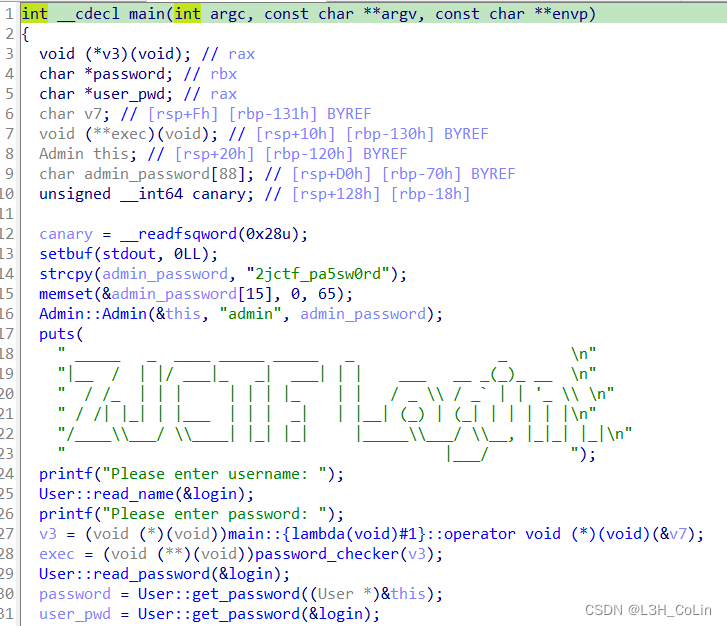 1 int __cdecl main(int argc, const char **argv, const char **envp)
2 {
3   void (*v3)(void); // rax
4   char *password; // rbx
5   char *user_pwd; // rax
6   char v7; // [rsp+Fh] [rbp-131h] BYREF
7   void (**exec)(void); // [rsp+10h] [rbp-130h] BYREF
8   Admin this; // [rsp+20h] [rbp-120h] BYREF
9   char admin_password[88]; // [rsp+D0h] [rbp-70h] BYREF
10   unsigned __int64 canary; // [rsp+128h] [rbp-18h]
11
12   canary = __readfsqword(0x28u);
13   setbuf(stdout, 0LL);
14   strcpy(admin_password, "2jctf_pa5sw0rd");
15   memset(&admin_password[15], 0, 65);
16   Admin::Admin(&this, "admin", admin_password);
17   puts(
18     " _____   _  ____ _____ _____   _                _       \n"
19     "|__  /  | |/ ___|_   _|  ___| | |    ___   __ _(_)_ __  \n"
20     "  / /_  | | |     | | | |_    | |   / _ \\ / _` | | '_ \\ \n"
21     " / /| |_| | |___  | | |  _|   | |__| (_) | (_| | | | | |\n"
22     "/____\\___/ \\____| |_| |_|     |_____\\___/ \\__, |_|_| |_|\n"
23     "                                          |___/         ");
24   printf("Please enter username: ");
25   User::read_name(&login);
26   printf("Please enter password: ");
27   v3 = (void (*)(void))main::{lambda(void)#1}::operator void (*)(void)(&v7);
28   exec = (void (**)(void))password_checker(v3);
29   User::read_password(&login);
30   password = User::get_password((User *)&this);
31   user_pwd = User::get_password(&login);
CSDN @L3H_CoLin